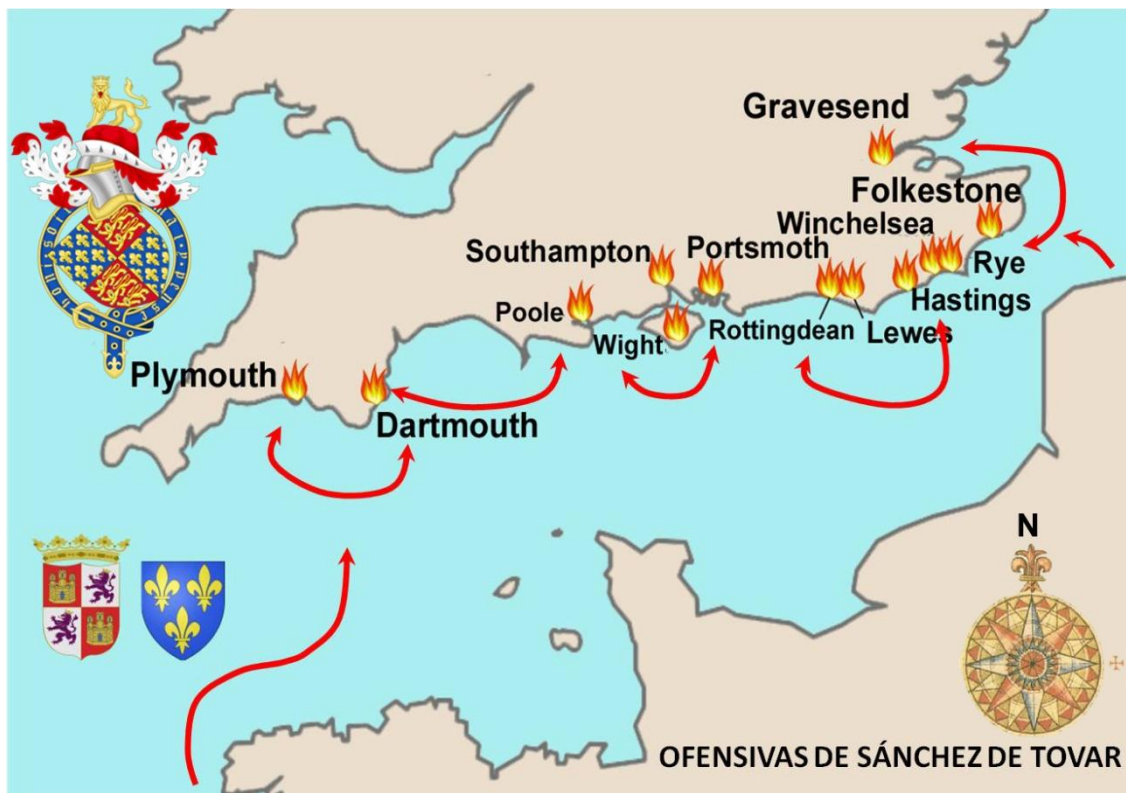 Gravesend
Folkestone
Winchelsea
Southampton
Portsmoth
Rye
Hastings
Poole
Wight
Rottingdean
Lewes
Plymouth
Dartmouth
N
OFENSIVAS DE SÁNCHEZ DE TOVAR